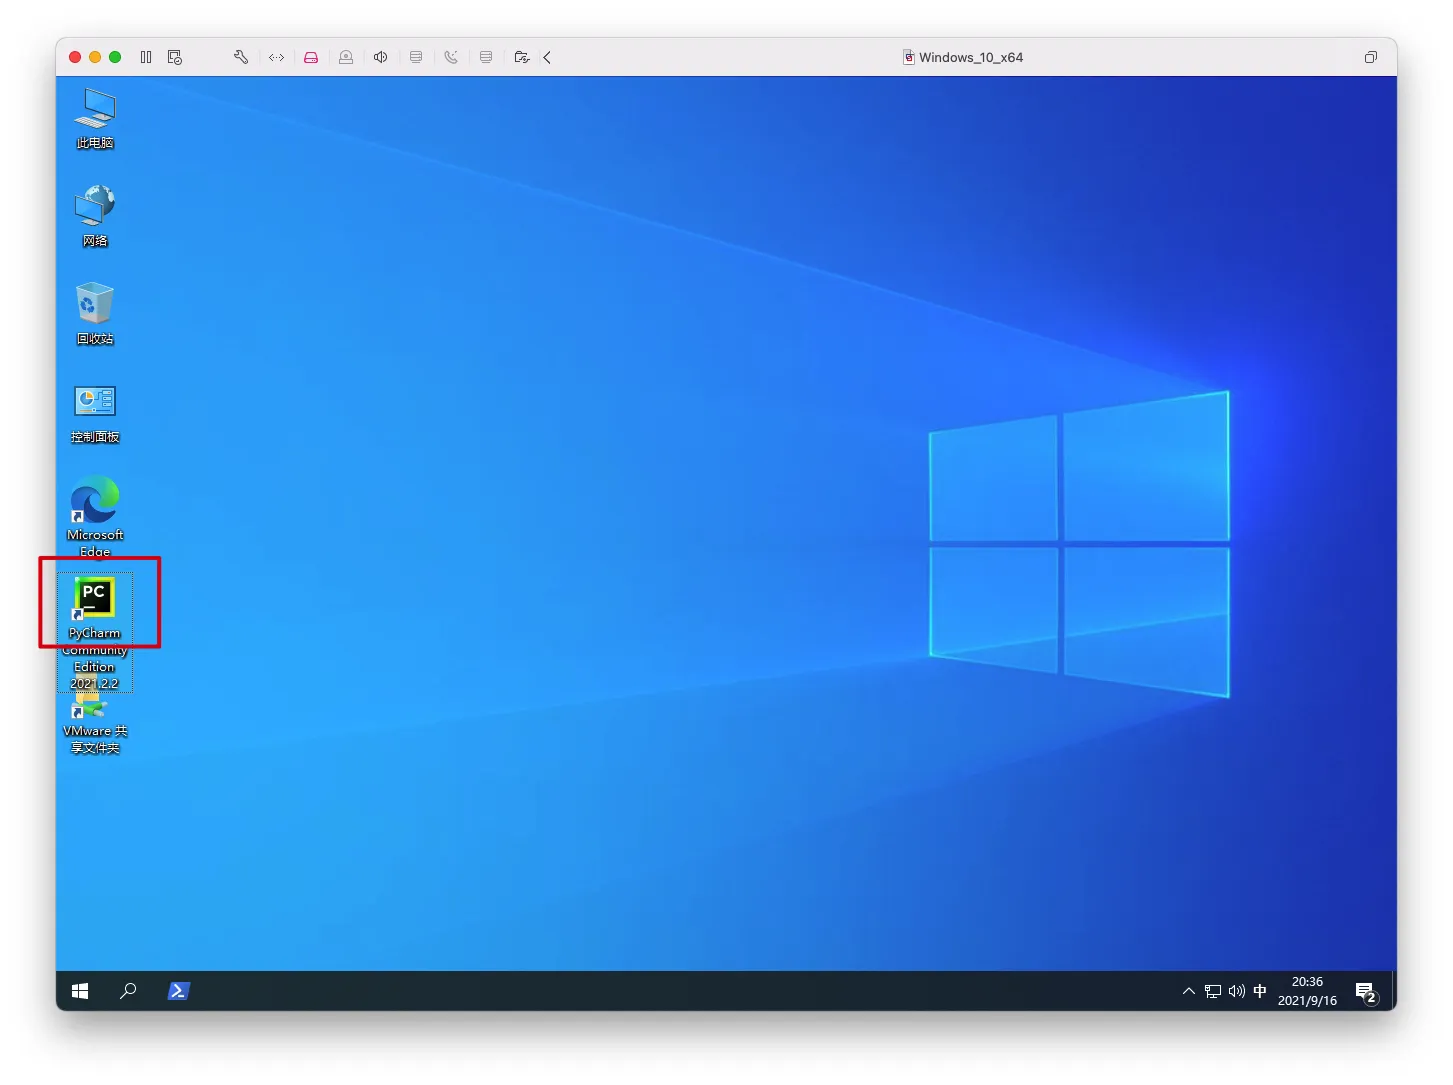 Windows_10_x64
此电脑
网络
回收站
控制面板
Microsoft
Edge
PC
PyCharm
Community
Edition
2021.2.2
VMware 共
享文件夹
中
20:36
2021/9/16
2